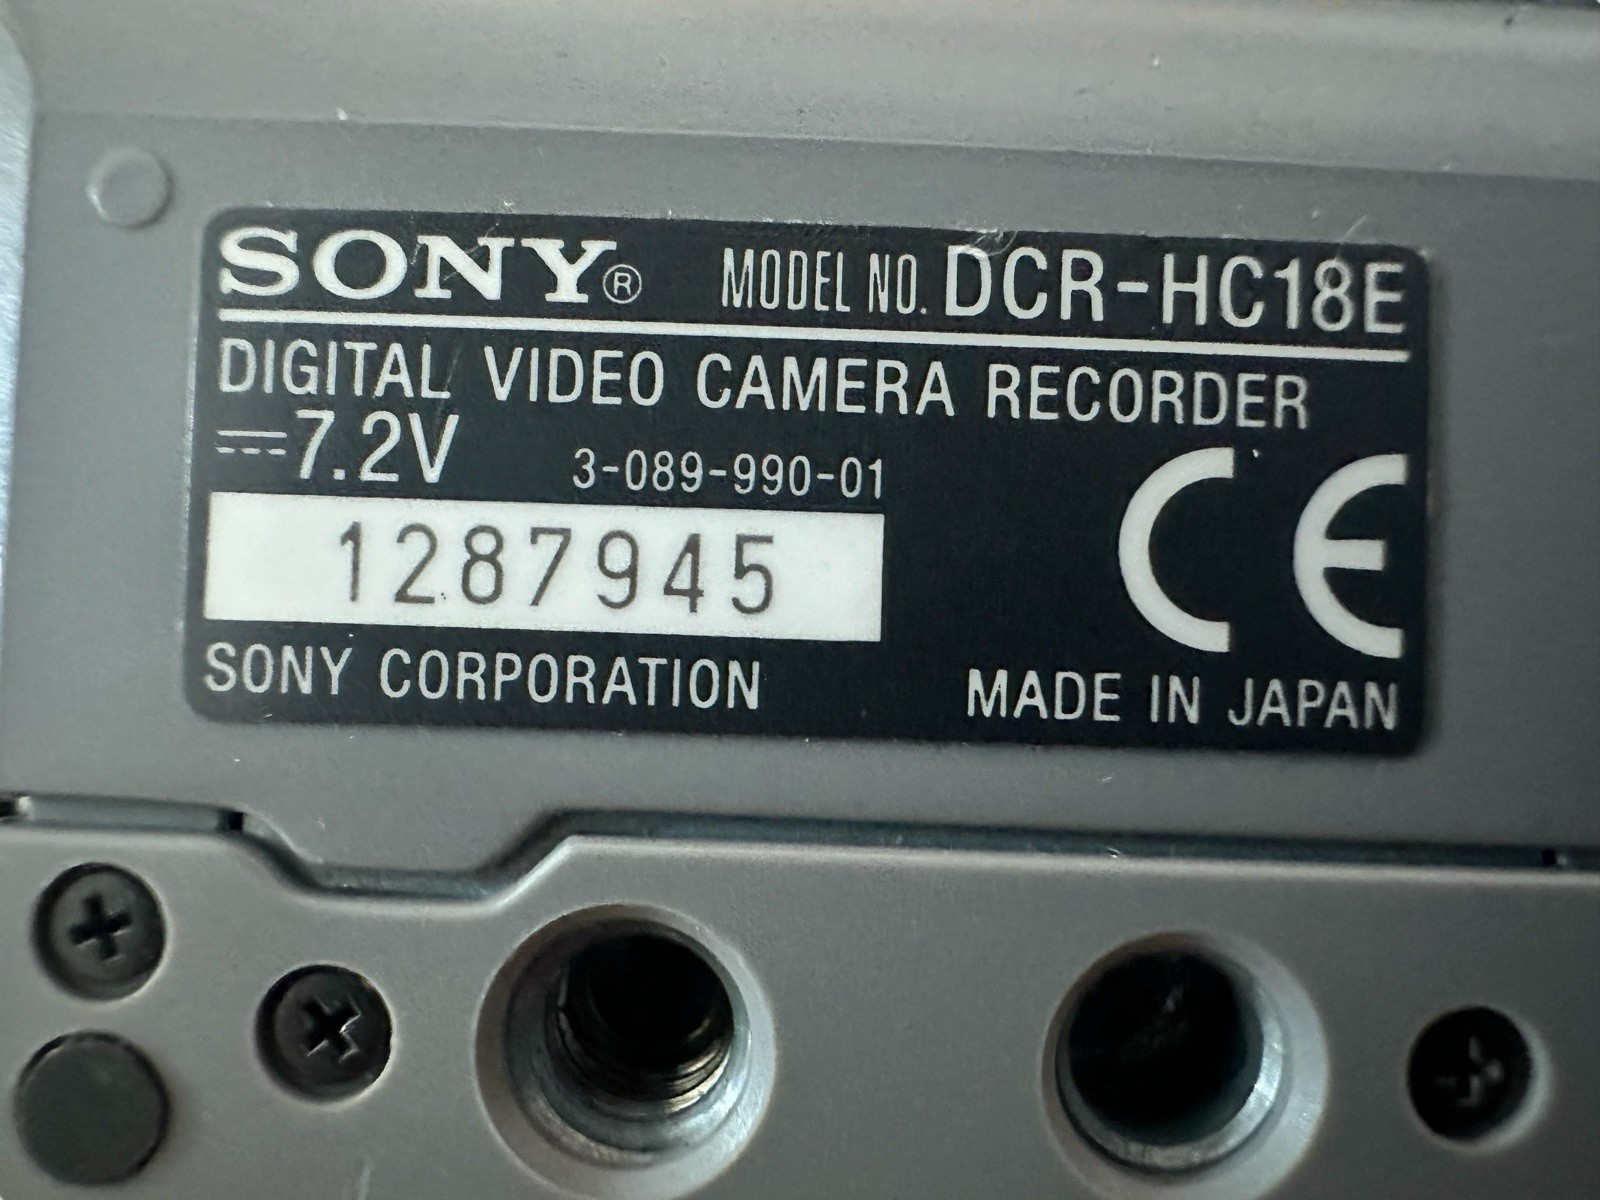 SONY® MODEL NO. DCR-HC18E
DIGITAL VIDEO CAMERA RECORDER
⎓7.2V 3-089-990-01
1287945
CE
SONY CORPORATION MADE IN JAPAN